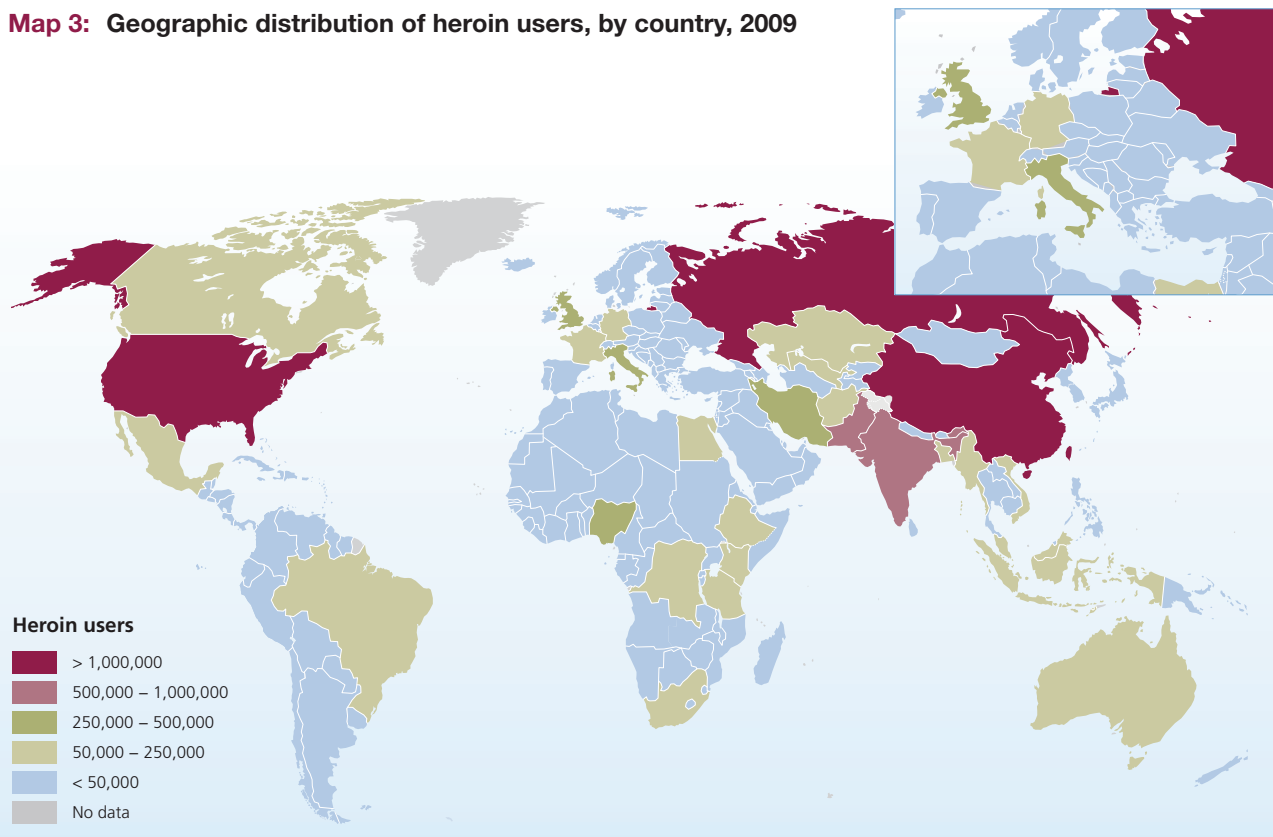 Map 3: Geographic distribution of heroin users, by country, 2009
Heroin users
> 1,000,000
500,000 – 1,000,000
250,000 – 500,000
50,000 – 250,000
< 50,000
No data